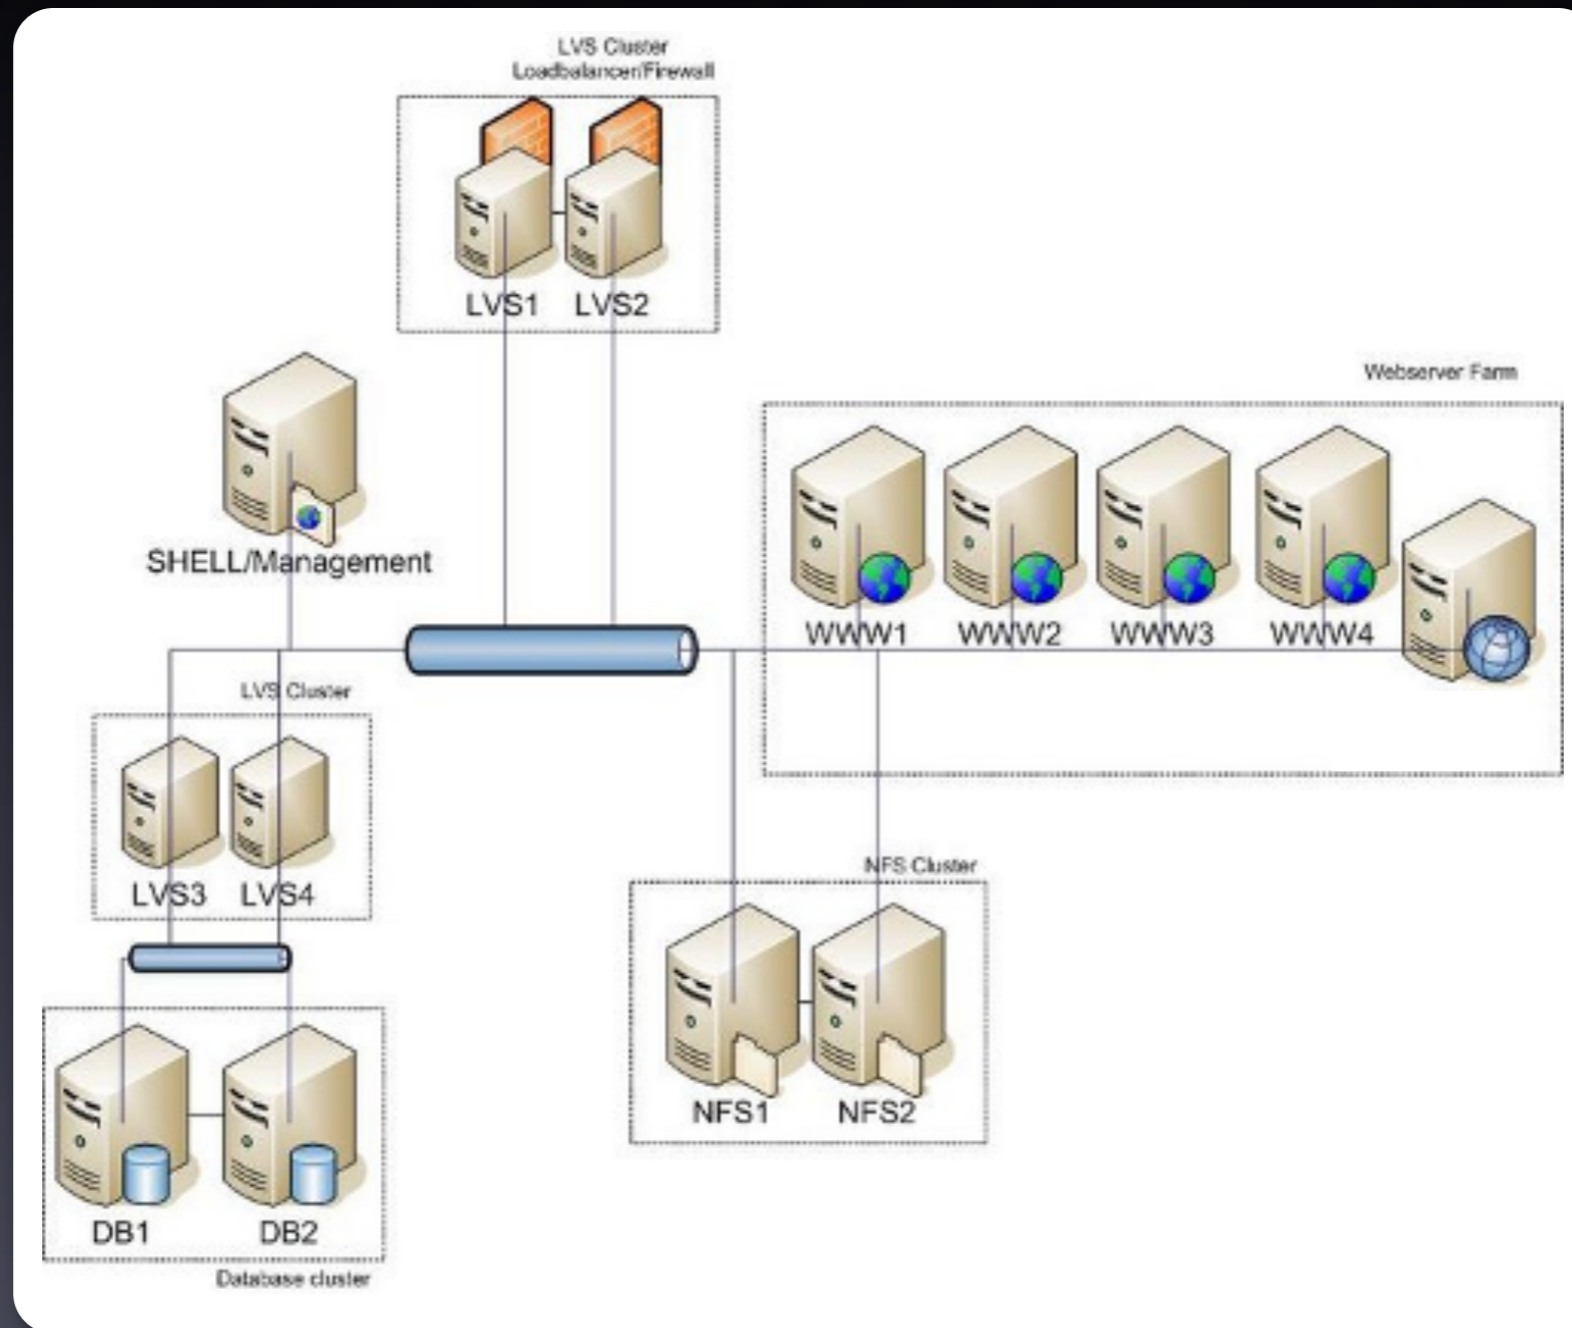 LVS Cluster
Loadbalancer/Firewall
LVS1 LVS2
Webserver Farm
SHELL/Management
WWW1 WWW2 WWW3 WWW4
LVS Cluster
LVS3 LVS4
NFS Cluster
NFS1 NFS2
DB1 DB2
Database cluster